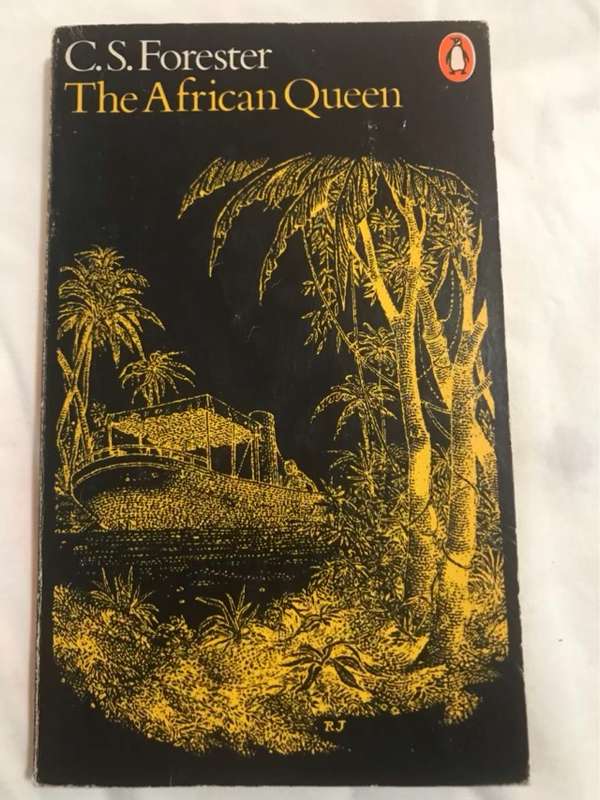 C.S. Forester
The African Queen
RJ